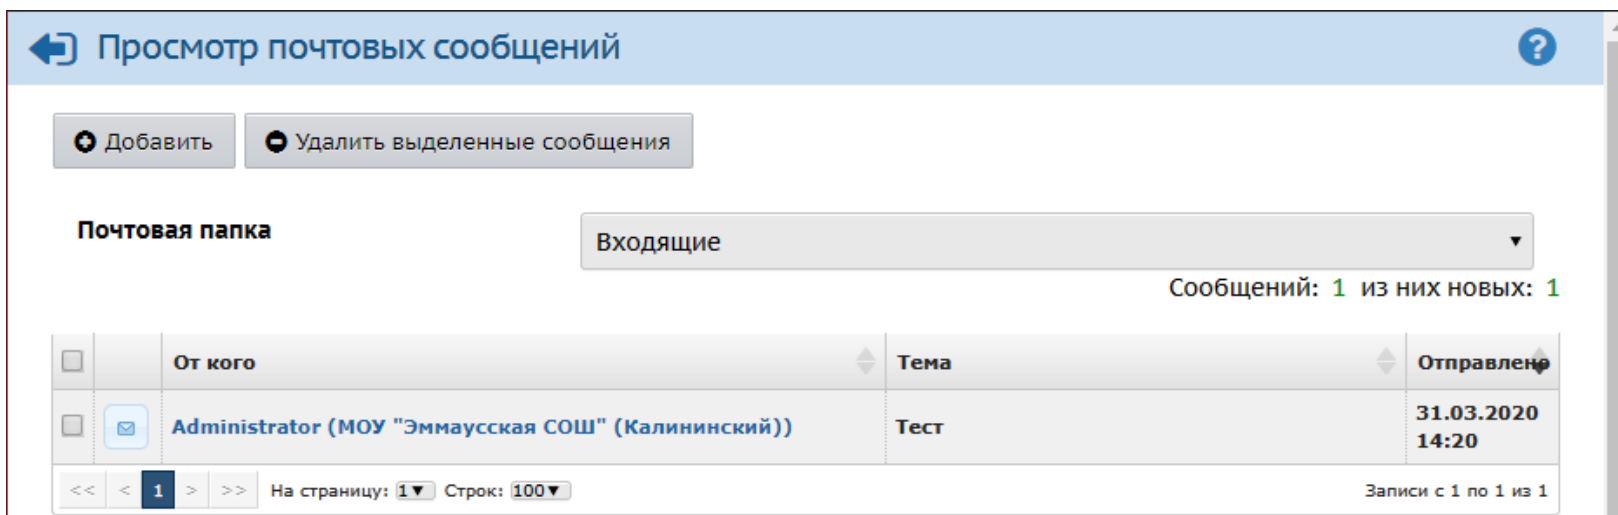 Просмотр почтовых сообщений
Добавить
Удалить выделенные сообщения
Почтовая папка
Входящие
Сообщений: 1 из них новых: 1
От кого
Тема
Отправлено
Administrator (МОУ "Эммаусская СОШ" (Калининский))
Тест
31.03.2020
14:20
<< < 1 > >> На страницу: 1▼ Строк: 100▼
Записи с 1 по 1 из 1